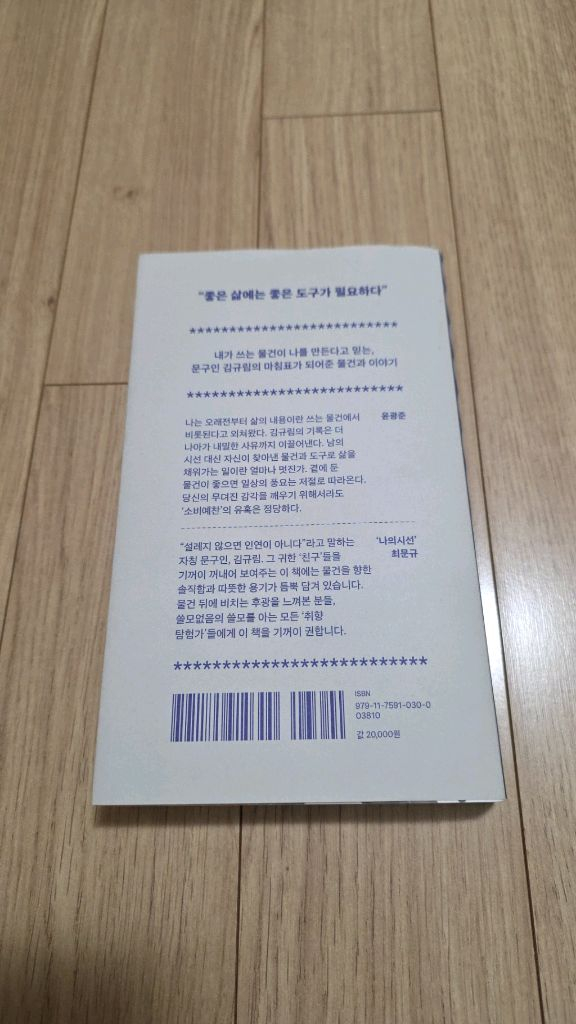 “좋은 삶에는 좋은 도구가 필요하다”
**************************
내가 쓰는 물건이 나를 만든다고 믿는,
문구인 김규림의 마침표가 되어준 물건과 이야기
**************************
나는 오래전부터 삶의 내용이란 쓰는 물건에서
비롯된다고 외쳐왔다. 김규림의 기록은 더
나아가 내밀한 사유까지 이끌어낸다. 남의
시선 대신 자신이 찾아낸 물건과 도구로 삶을
채워가는 일이란 얼마나 멋진가. 곁에 둔
물건이 좋으면 일상의 풍요는 저절로 따라온다.
당신의 무뎌진 감각을 깨우기 위해서라도
‘소비예찬’의 유혹은 정당하다.
윤광준
“설레지 않으면 인연이 아니다”라고 말하는
자칭 문구인, 김규림. 그 귀한 ‘친구’들을
기꺼이 꺼내어 보여주는 이 책에는 물건을 향한
솔직함과 따뜻한 용기가 듬뿍 담겨 있습니다.
물건 뒤에 비치는 후광을 느껴본 분들,
쓸모없음의 쓸모를 아는 모든 ‘취향
탐험가’들에게 이 책을 기꺼이 권합니다.
‘나의시선’
최문규
**************************
ISBN
979-11-7591-030-0
03810
값 20,000원